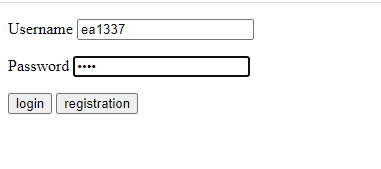 Username ea1337
Password ••••
login registration